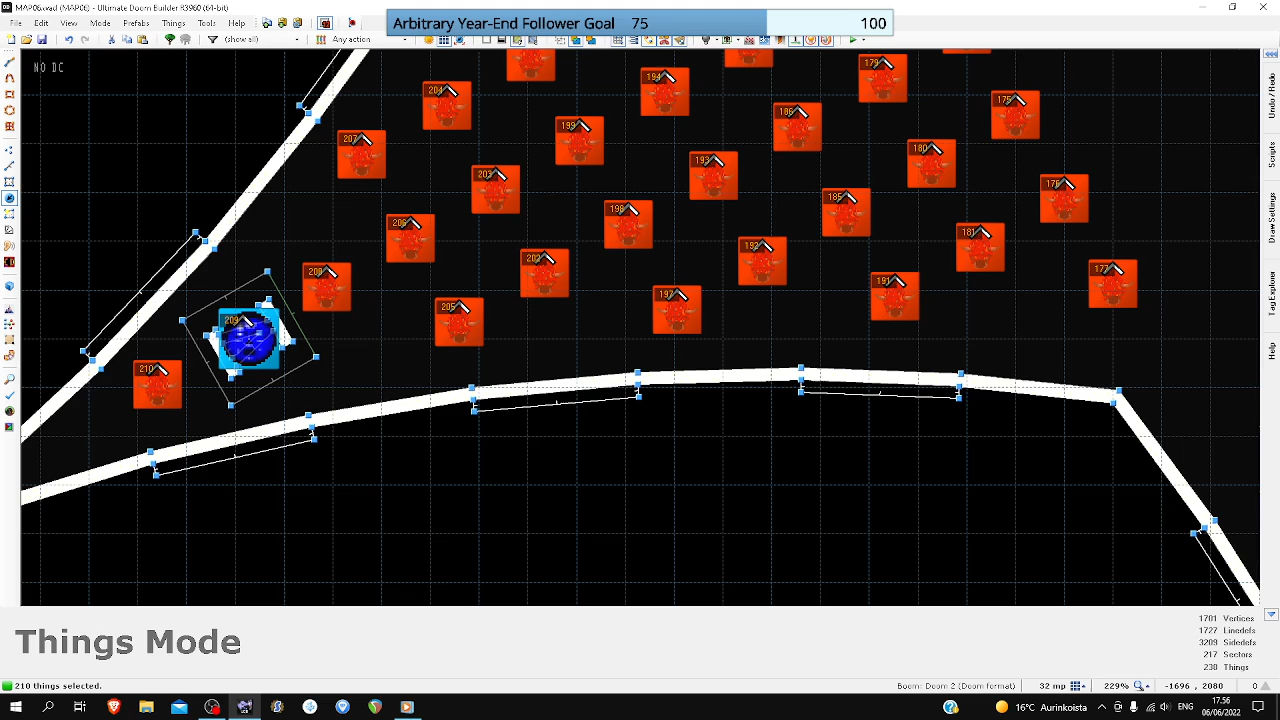 MAP06.wad (MAP06) - Ultimate Doom Builder R3960 (64-bit)
Arbitrary Year-End Follower Goal 75 100
File Edit View Mode Prefabs Things Tools Help
(show all) Any action
NO DC
179
194
204 175
186
199
207
180
193
203 176
185
198
206 181
192
202 177
208 191
197
205
209
210
Undo / Redo
Scripts
Draw Settings
Tag Explorer
Help
Things Mode
1701 Vertices
1727 Linedefs
3209 Sidedefs
217 Sectors
230 Things
210 things selected.
Boom: Doom 2 (Doom format) 32 mp 229% -1696 , 2080 0
16°C Aurinkoista ENG
17.56
06/06/2022